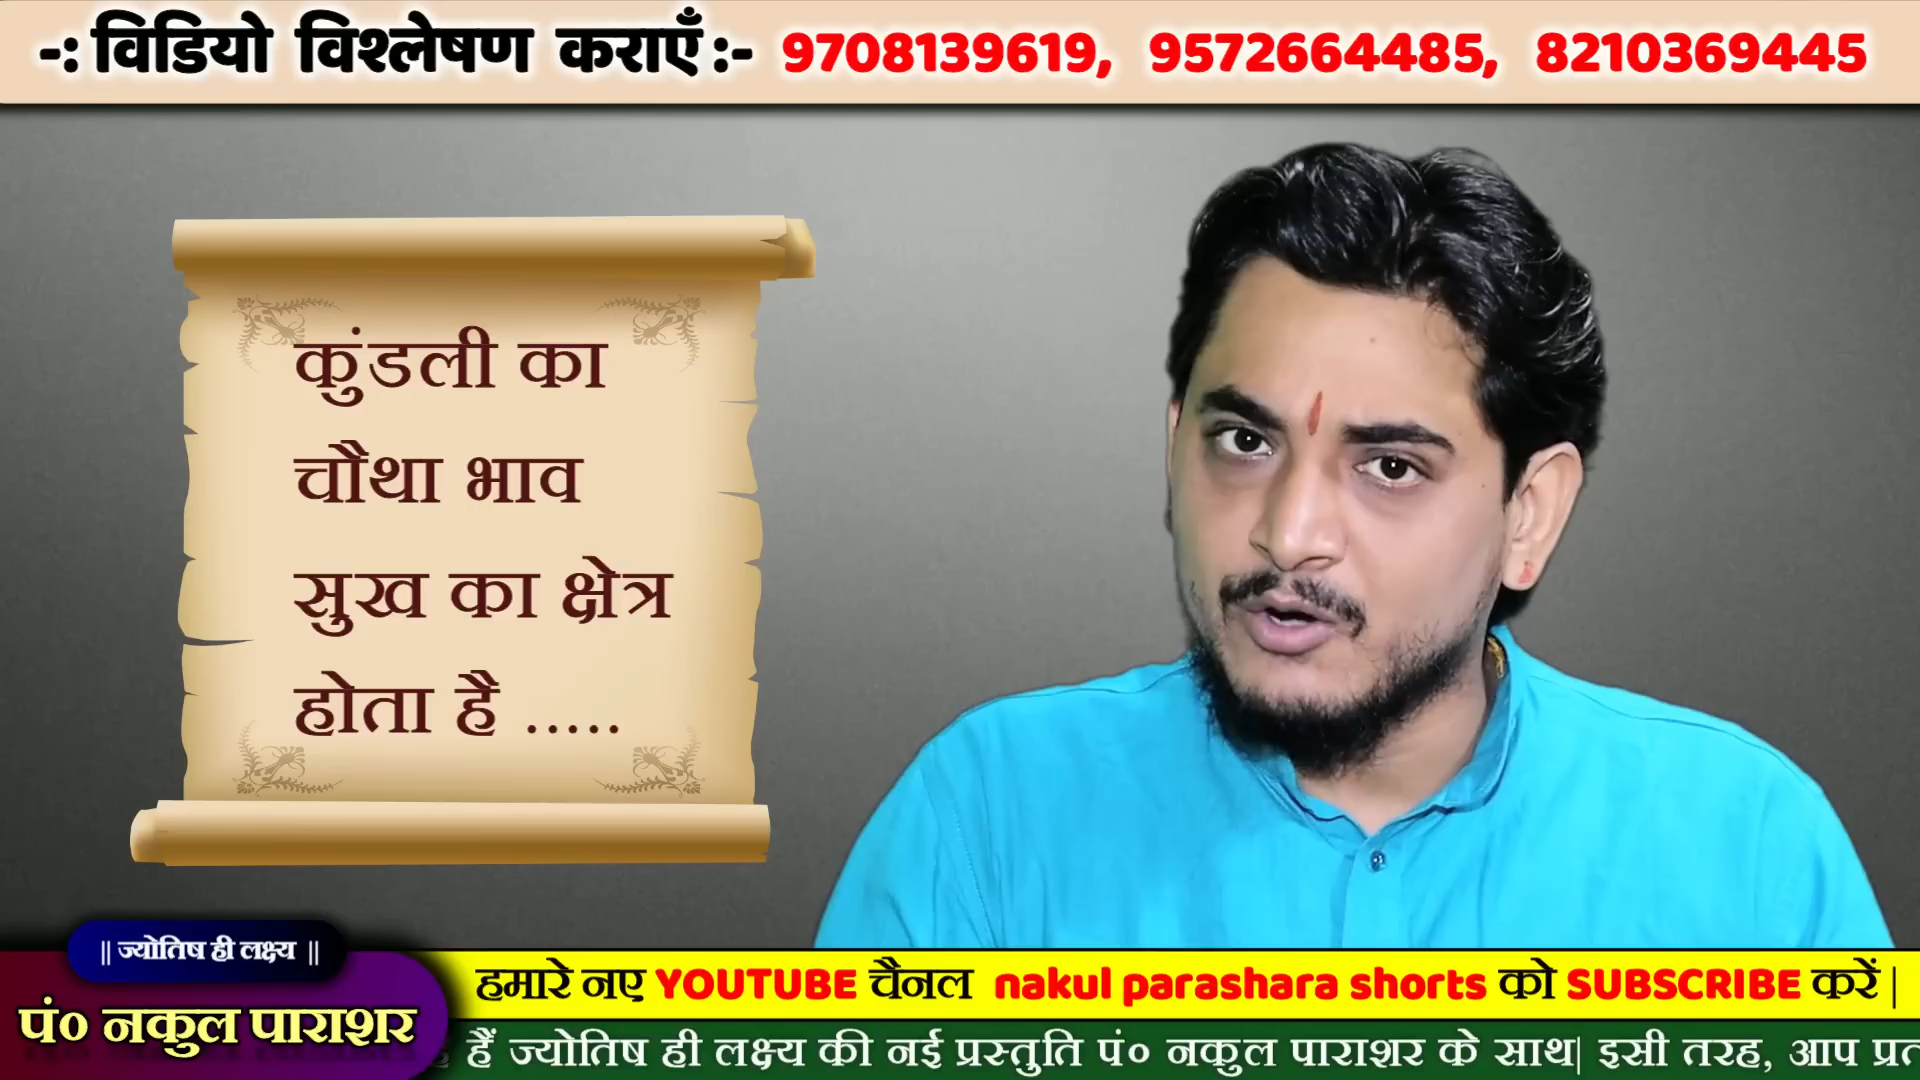 -: विडियो विश्लेषण कराएँ :- 9708139619, 9572664485, 8210369445
कुंडली का
चौथा भाव
सुख का क्षेत्र
होता है .....
|| ज्योतिष ही लक्ष्य ||
पं० नकुल पाराशर
हमारे नए YOUTUBE चैनल nakul parashara shorts को SUBSCRIBE करें |
हैं ज्योतिष ही लक्ष्य की नई प्रस्तुति पं० नकुल पाराशर के साथ| इसी तरह, आप